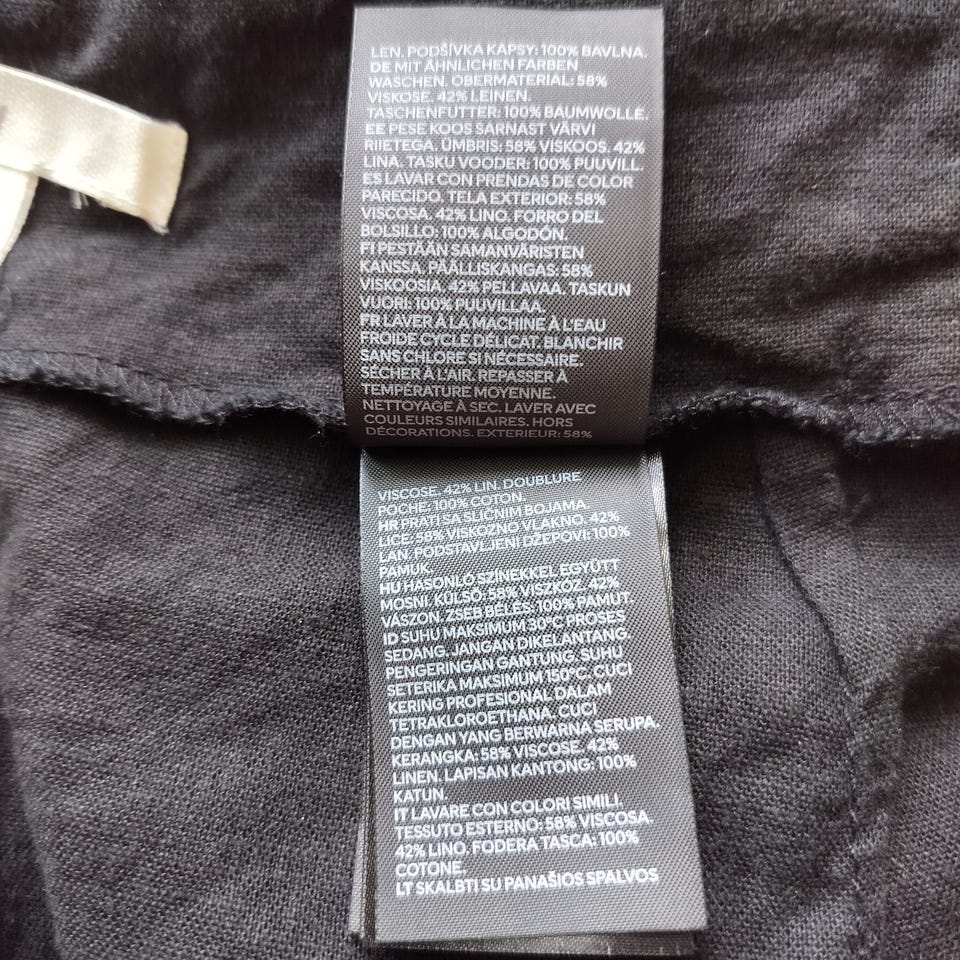 LEN. PODŠÍVKA KAPSY: 100% BAVLNA.
DE MIT ÄHNLICHEN FARBEN
WASCHEN. OBERMATERIAL: 58%
VISKOSE. 42% LEINEN.
TASCHENFUTTER: 100% BAUMWOLLE.
EE PESE KOOS SARNAST VÄRVI
RIIETEGA. ÜMBRIS: 58% VISKOOS. 42%
LINA. TASKU VOODER: 100% PUUVILL.
ES LAVAR CON PRENDAS DE COLOR
PARECIDO. TELA EXTERIOR: 58%
VISCOSA. 42% LINO. FORRO DEL
BOLSILLO: 100% ALGODÓN.
FI PESTÄÄN SAMANVÄRISTEN
KANSSA. PÄÄLLISKANGAS: 58%
VISKOOSIA. 42% PELLAVAA. TASKUN
VUORI: 100% PUUVILLAA.
FR LAVER A LA MACHINE À L'EAU
FROIDE CYCLE DÉLICAT. BLANCHIR
SANS CHLORE SI NÉCESSAIRE.
SÉCHER À L'AIR. REPASSER À
TEMPÉRATURE MOYENNE.
NETTOYAGE À SEC. LAVER AVEC
COULEURS SIMILAIRES. HORS
DÉCORATIONS. EXTERIEUR: 58%
VISCOSE. 42% LIN. DOUBLURE
POCHE: 100% COTON.
HR PRATI SA SLIČNIM BOJAMA
LICE: 58% VISKOZNO VLAKNO. 42%
LAN. PODSTAVLJENI DŽEPOVI: 100%
PAMUK.
HU HASONLÓ SZÍNEKKEL EGYÜTT
MOSNI. KÜLSŐ: 58% VISZKÓZ. 42%
VÁSZON. ZSEB BÉLÉS: 100% PAMUT.
ID SUHU MAKSIMUM 30°C PROSES
SEDANG. JANGAN DIKELANTANG.
PENGERINGAN GANTUNG. SUHU
SETERIKA MAKSIMUM 150°C. CUCI
KERING PROFESIONAL DALAM
TETRAKLOROETHANA. CUCI
DENGAN YANG BERWARNA SERUPA.
KERANGKA: 58% VISCOSE. 42%
LINEN. LAPISAN KANTONG: 100%
KATUN.
IT LAVARE CON COLORI SIMILI.
TESSUTO ESTERNO: 58% VISCOSA.
42% LINO. FODERA TASCA: 100%
COTONE.
LT SKALBTI SU PANAŠIOS SPALVOS